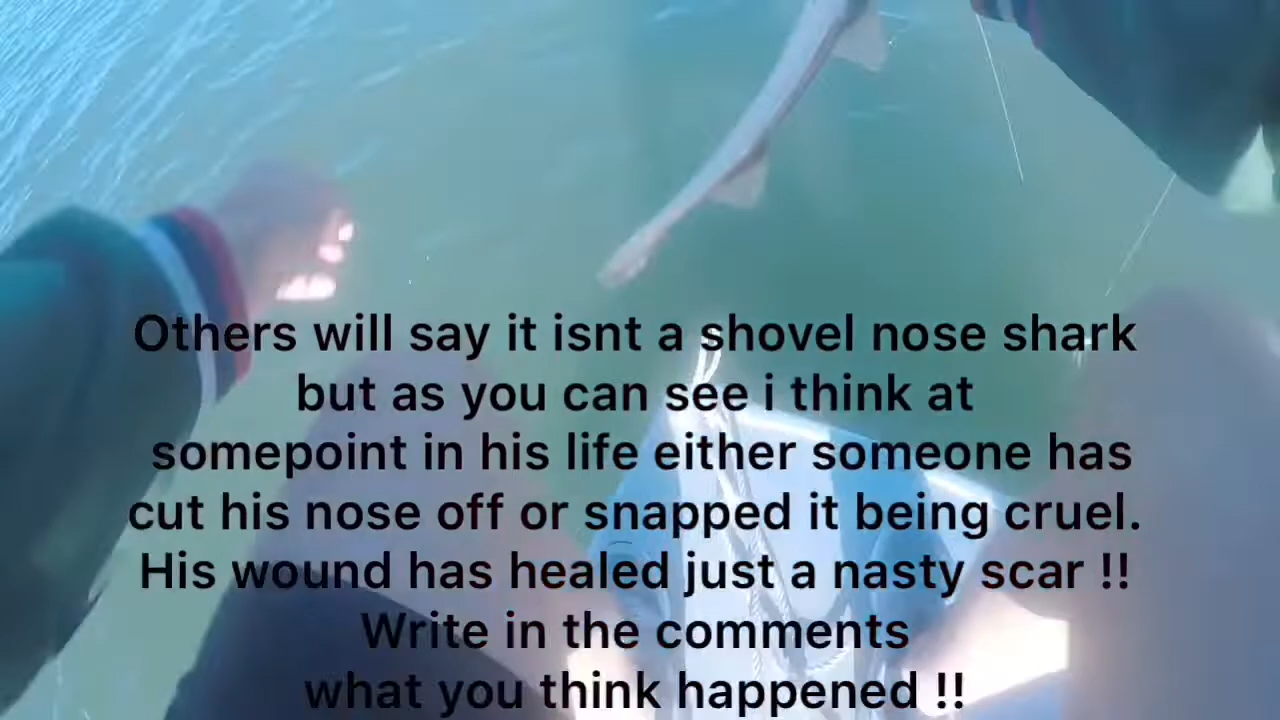 Others will say it isnt a shovel nose shark
but as you can see i think at
somepoint in his life either someone has
cut his nose off or snapped it being cruel.
His wound has healed just a nasty scar !!
Write in the comments
what you think happened !!